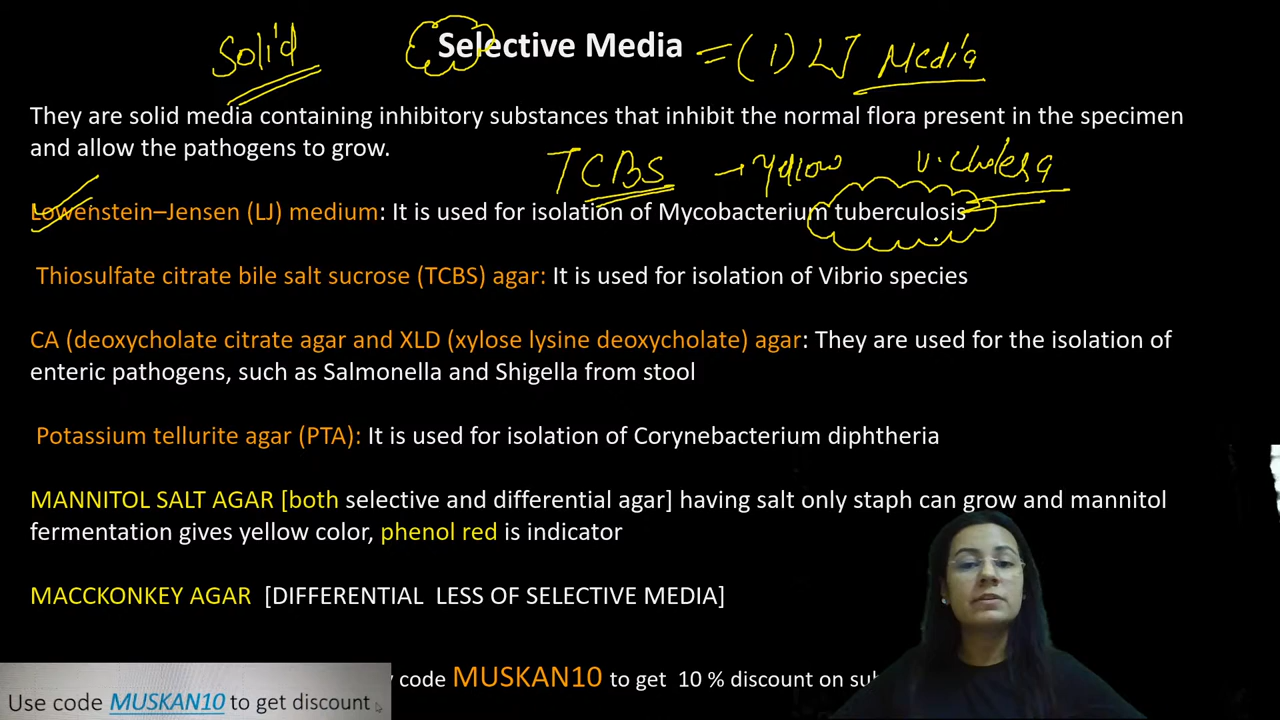 Solid Selective Media = (1) LJ Media
They are solid media containing inhibitory substances that inhibit the normal flora present in the specimen
and allow the pathogens to grow.
TCBS → Yellow V. cholera
Lowenstein–Jensen (LJ) medium: It is used for isolation of Mycobacterium tuberculosis
Thiosulfate citrate bile salt sucrose (TCBS) agar: It is used for isolation of Vibrio species
CA (deoxycholate citrate agar and XLD (xylose lysine deoxycholate) agar: They are used for the isolation of
enteric pathogens, such as Salmonella and Shigella from stool
Potassium tellurite agar (PTA): It is used for isolation of Corynebacterium diphtheria
MANNITOL SALT AGAR [both selective and differential agar] having salt only staph can grow and mannitol
fermentation gives yellow color, phenol red is indicator
MACCKONKEY AGAR [DIFFERENTIAL LESS OF SELECTIVE MEDIA]
code MUSKAN10 to get 10 % discount on
Use code MUSKAN10 to get discount